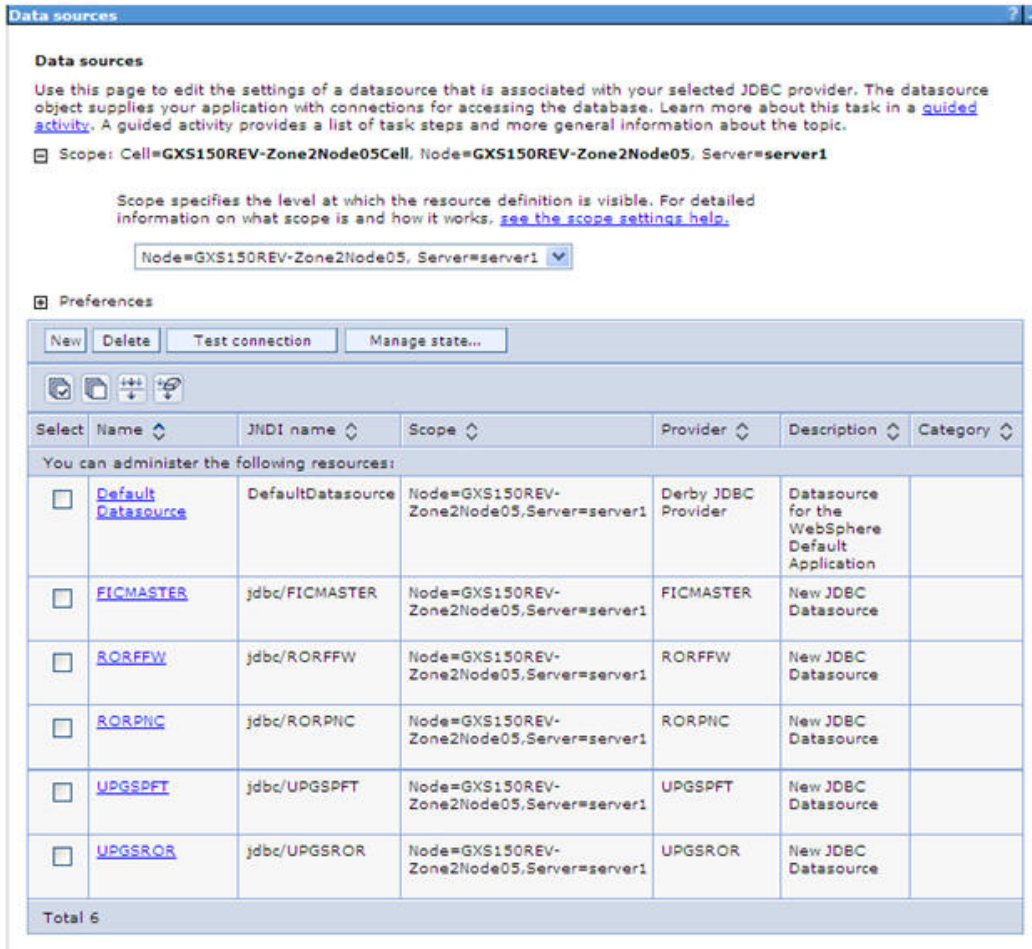 Data sources
?
Data sources
Use this page to edit the settings of a datasource that is associated with your selected JDBC provider. The datasource
object supplies your application with connections for accessing the database. Learn more about this task in a guided
activity. A guided activity provides a list of task steps and more general information about the topic.
Scope: Cell=GXS150REV-Zone2Node05Cell, Node=GXS150REV-Zone2Node05, Server=server1
Scope specifies the level at which the resource definition is visible. For detailed
information on what scope is and how it works, see the scope settings help.
Node=GXS150REV-Zone2Node05, Server=server1
Preferences
New Delete Test connection Manage state...
Select Name JNDI name Scope Provider Description Category
You can administer the following resources:
Default DefaultDatasource Node=GXS150REV- Derby JDBC Datasource
Datasource Zone2Node05,Server=server1 Provider for the
WebSphere
Default
Application
FICMASTER jdbc/FICMASTER Node=GXS150REV- FICMASTER New JDBC
Zone2Node05,Server=server1 Datasource
RORFFW jdbc/RORFFW Node=GXS150REV- RORFFW New JDBC
Zone2Node05,Server=server1 Datasource
RORPNC jdbc/RORPNC Node=GXS150REV- RORPNC New JDBC
Zone2Node05,Server=server1 Datasource
UPGSPFT jdbc/UPGSPFT Node=GXS150REV- UPGSPFT New JDBC
Zone2Node05,Server=server1 Datasource
UPGSROR jdbc/UPGSROR Node=GXS150REV- UPGSROR New JDBC
Zone2Node05,Server=server1 Datasource
Total 6